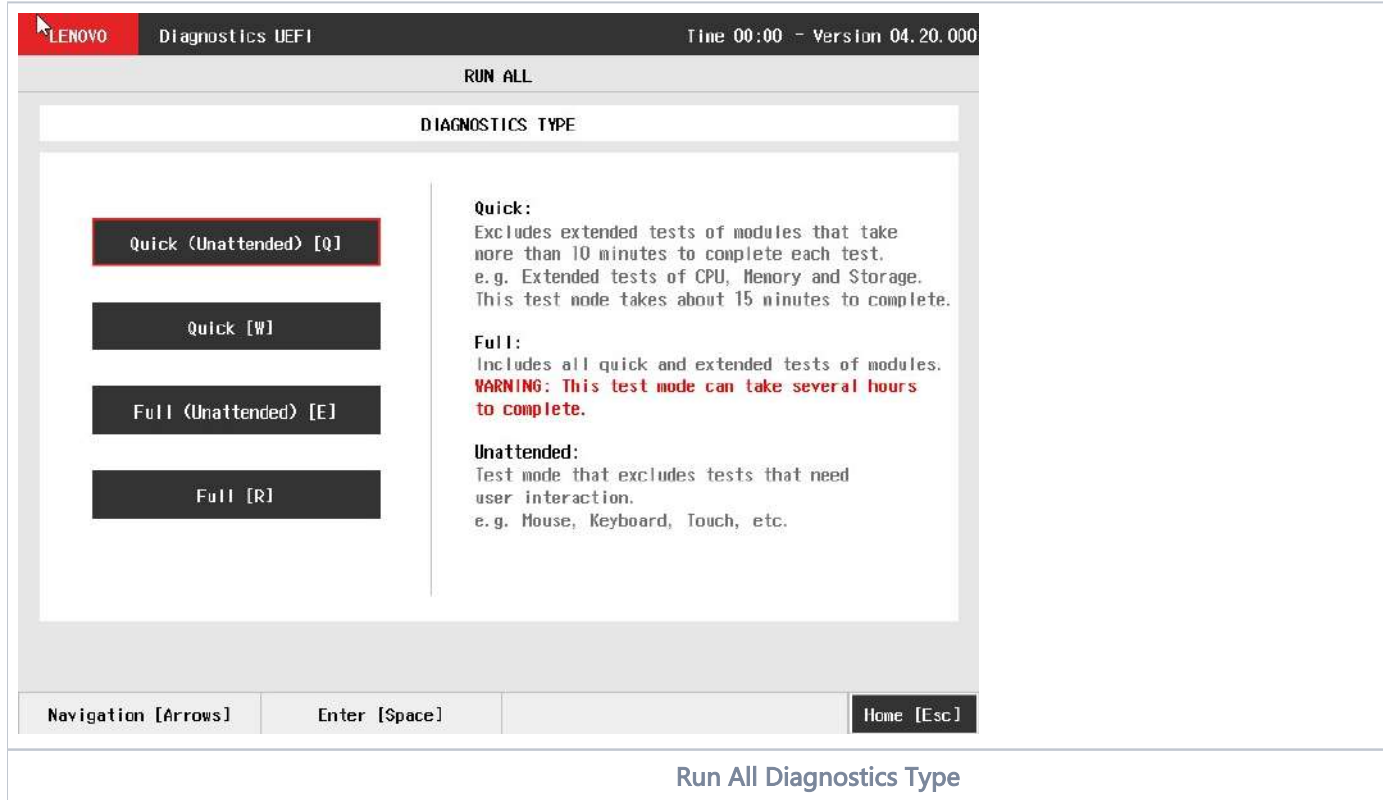 LENOVO Diagnostics UEFI Time 00:00 - Version 04.20.000
RUN ALL
DIAGNOSTICS TYPE
Quick (Unattended) [Q]
Quick [W]
Full (Unattended) [E]
Full [R]
Quick:
Excludes extended tests of modules that take
more than 10 minutes to complete each test.
e.g. Extended tests of CPU, Memory and Storage.
This test mode takes about 15 minutes to complete.
Full:
Includes all quick and extended tests of modules.
WARNING: This test mode can take several hours
to complete.
Unattended:
Test mode that excludes tests that need
user interaction.
e.g. Mouse, Keyboard, Touch, etc.
Navigation [Arrows] Enter [Space] Home [Esc]
Run All Diagnostics Type